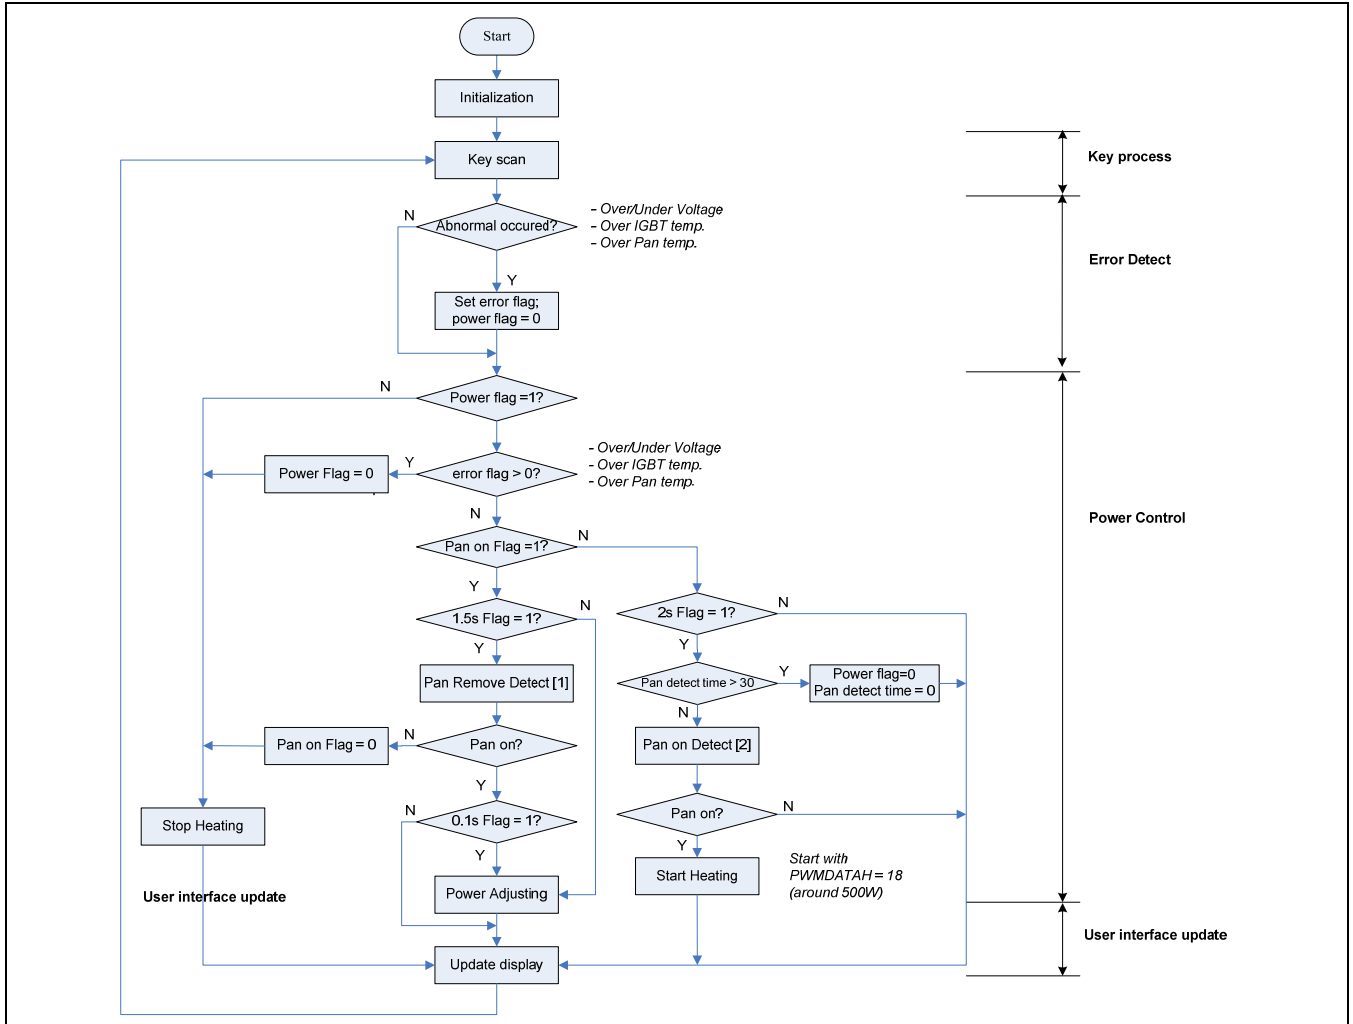 Start
Initialization
Key scan
Key process
N
Abnormal occured?
- Over/Under Voltage
- Over IGBT temp.
- Over Pan temp.
Error Detect
Y
Set error flag;
power flag = 0
N
Power flag =1?
Power Flag = 0
Y
error flag > 0?
- Over/Under Voltage
- Over IGBT temp.
- Over Pan temp.
Power Control
N
Pan on Flag =1?
N
Y
1.5s Flag = 1?
N
2s Flag = 1?
N
Y
Y
Pan Remove Detect [1]
Pan detect time > 30
Y
Power flag=0
Pan detect time = 0
N
Pan on Flag = 0
N
Pan on?
Pan on Detect [2]
Y
Stop Heating
N
0.1s Flag = 1?
Pan on?
N
Y
Y
Start Heating
Start with
PWMDATAH = 18
(around 500W)
User interface update
Power Adjusting
User interface update
Update display